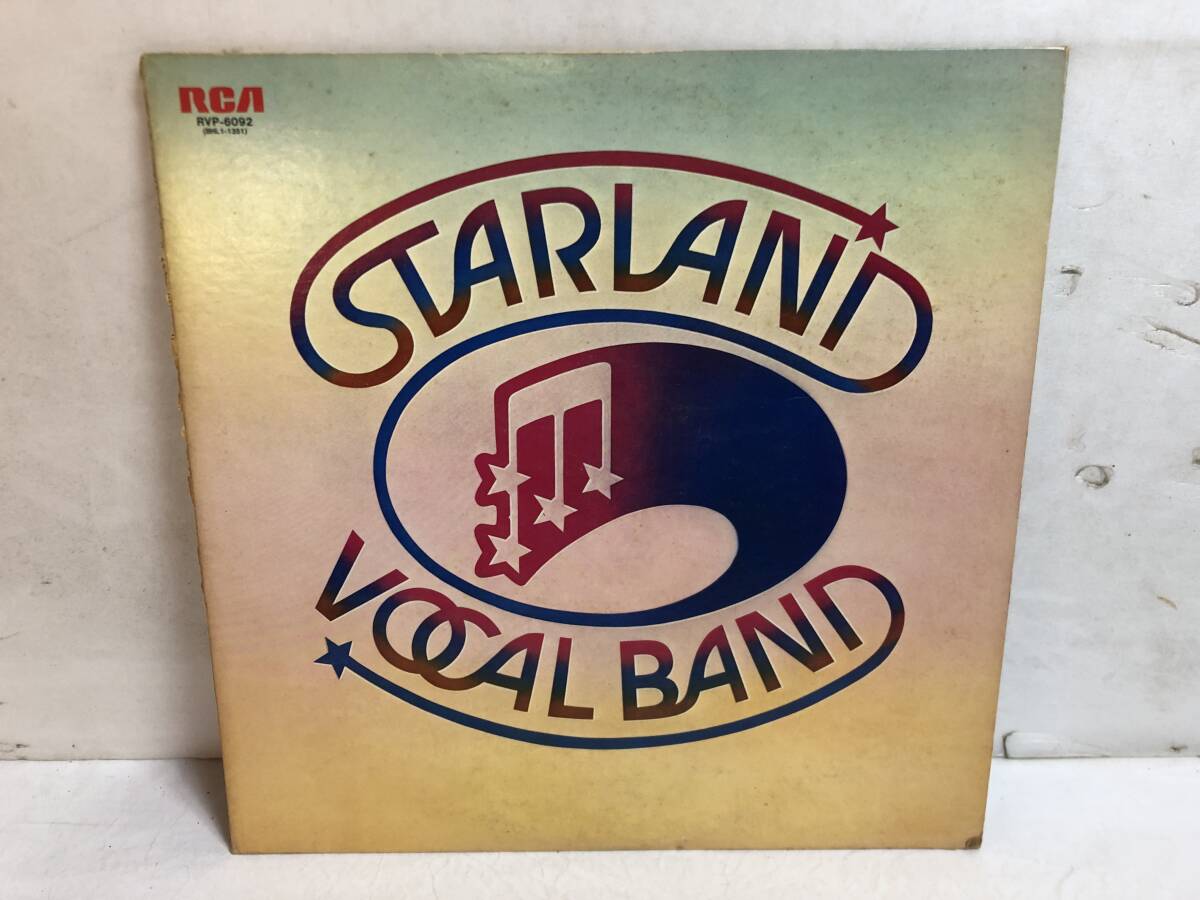 RCA
RVP-6092
(BHL1-1351)
STARLAND
VOCAL BAND